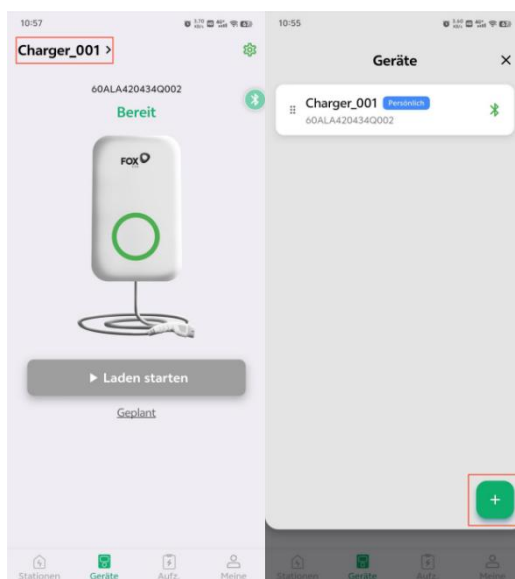 10:57
Charger_001 >
60ALA420434Q002
Bereit
FOX
▶ Laden starten
Geplant
Stationen Geräte Aufz. Meine
10:55
Geräte ×
Charger_001 Persönlich
60ALA420434Q002
+
Stationen Geräte Aufz. Meine